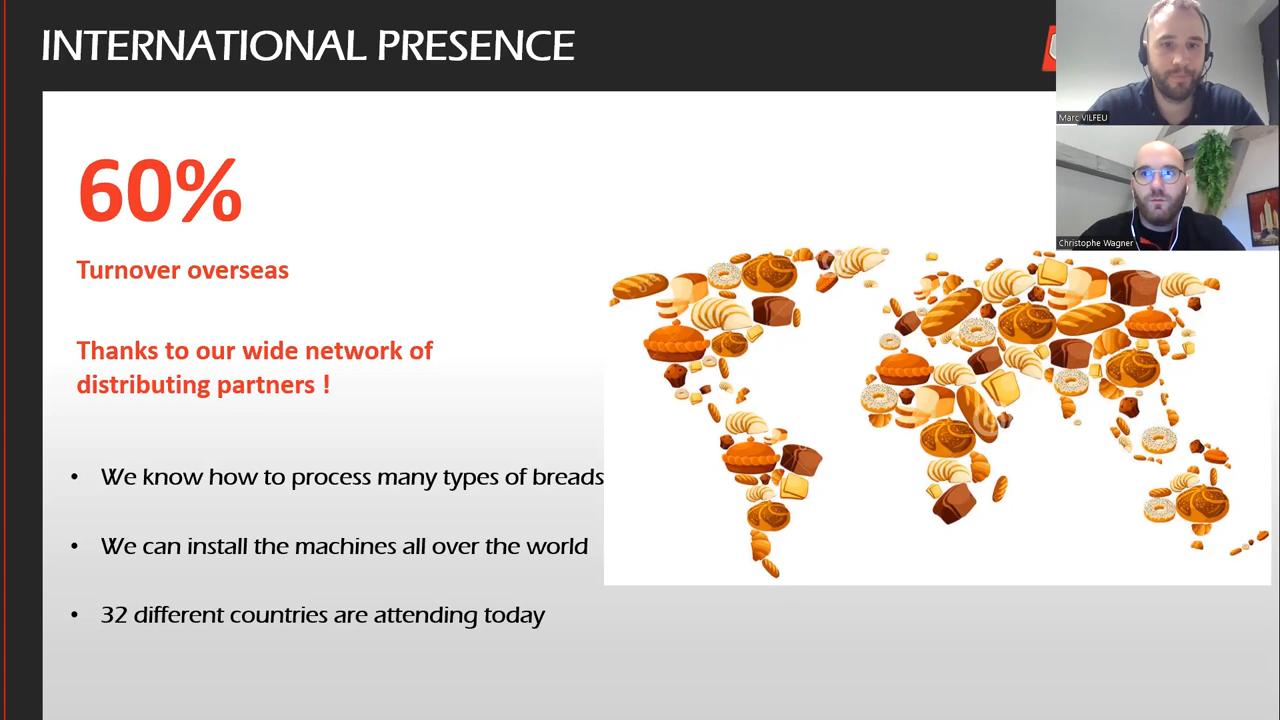 INTERNATIONAL PRESENCE
Marc VILFEU
60%
Christophe Wagner
Turnover overseas
Thanks to our wide network of
distributing partners !
• We know how to process many types of breads
• We can install the machines all over the world
• 32 different countries are attending today